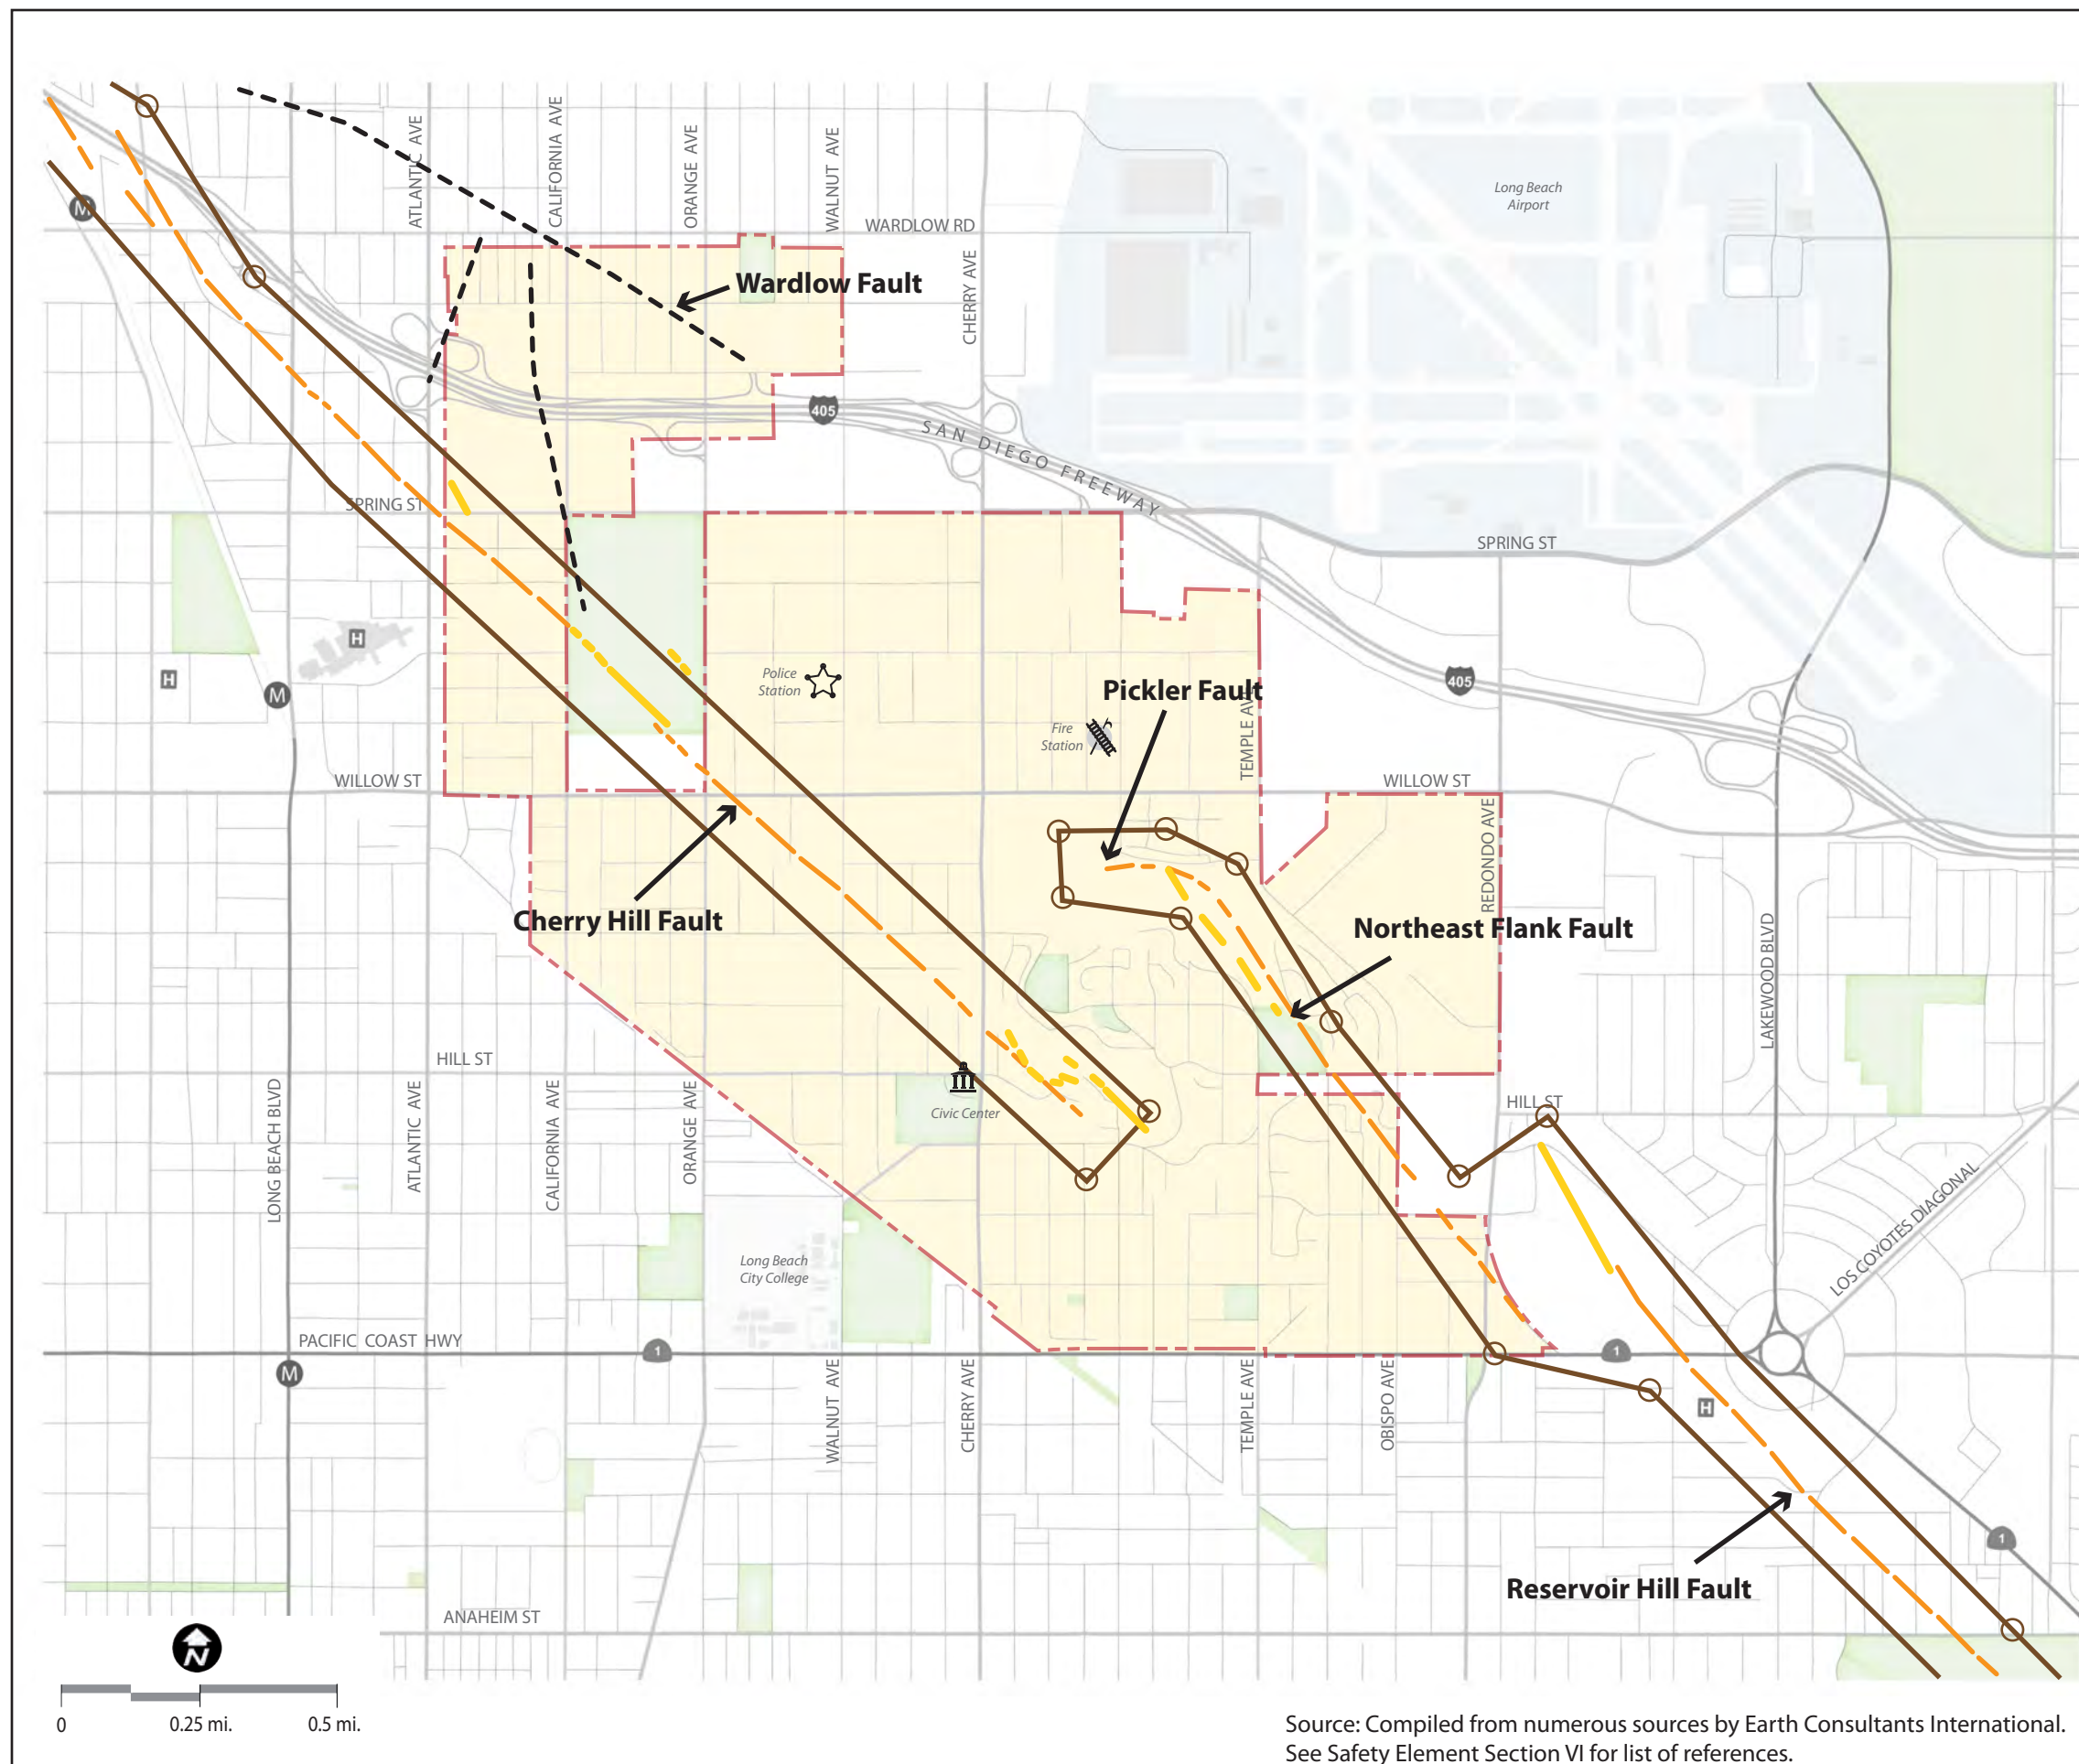 ATLANTIC AVE
CALIFORNIA AVE
ORANGE AVE
WALNUT AVE
WARDLOW RD
CHERRY AVE
Long Beach
Airport
M
Wardlow Fault
405
SAN DIEGO FREEWAY
SPRING ST
SPRING ST
H
H
M
Police
Station
Fire
Station
Pickler Fault
TEMPLE AVE
405
WILLOW ST
WILLOW ST
REDONDO AVE
Cherry Hill Fault
Northeast Flank Fault
LAKEWOOD BLVD
HILL ST
HILL ST
Civic Center
LONG BEACH BLVD
ATLANTIC AVE
CALIFORNIA AVE
ORANGE AVE
LOS COYOTES DIAGONAL
Long Beach
City College
PACIFIC COAST HWY
1
1
M
WALNUT AVE
CHERRY AVE
TEMPLE AVE
OBISPO AVE
H
1
Reservoir Hill Fault
ANAHEIM ST
N
0
0.25 mi.
0.5 mi.
Source: Compiled from numerous sources by Earth Consultants International.
See Safety Element Section VI for list of references.